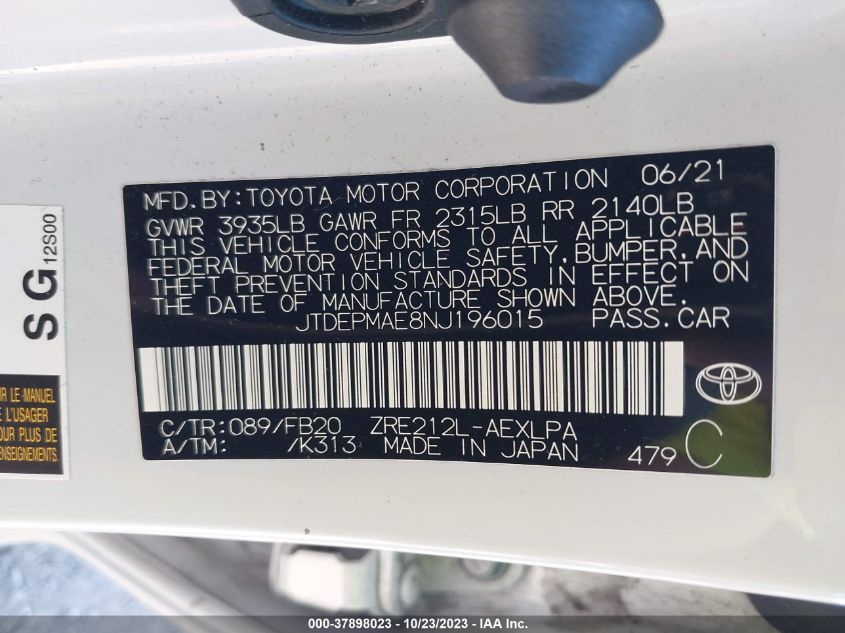 MFD.BY:TOYOTA MOTOR CORPORATION 06/21
GVWR 3935LB GAWR FR 2315LB RR 2140LB
THIS VEHICLE CONFORMS TO ALL APPLICABLE
FEDERAL MOTOR VEHICLE SAFETY,BUMPER,AND
THEFT PREVENTION STANDARDS IN EFFECT ON
THE DATE OF MANUFACTURE SHOWN ABOVE.
JTDEPMAE8NJ196015 PASS.CAR
C/TR:089/FB20 ZRE212L-AEXLPA
A/TM: /K313 MADE IN JAPAN 479 C
SG 12S00
R LE MANUEL
L'USAGER
R PLUS DE
ENSEIGNEMENTS.
000-37898023 - 10/23/2023 - IAA Inc.